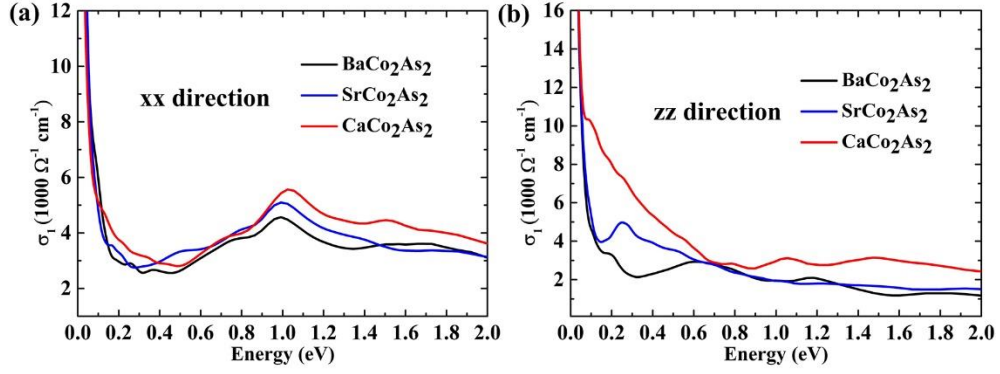 (a)
12
10
8
6
4
2
σ₁ (1000 Ω⁻¹ cm⁻¹)
xx direction
BaCo₂As₂
SrCo₂As₂
CaCo₂As₂
0.0 0.2 0.4 0.6 0.8 1.0 1.2 1.4 1.6 1.8 2.0
Energy (eV)
(b)
16
14
12
10
8
6
4
2
σ₁ (1000 Ω⁻¹ cm⁻¹)
zz direction
BaCo₂As₂
SrCo₂As₂
CaCo₂As₂
0.0 0.2 0.4 0.6 0.8 1.0 1.2 1.4 1.6 1.8 2.0
Energy (eV)